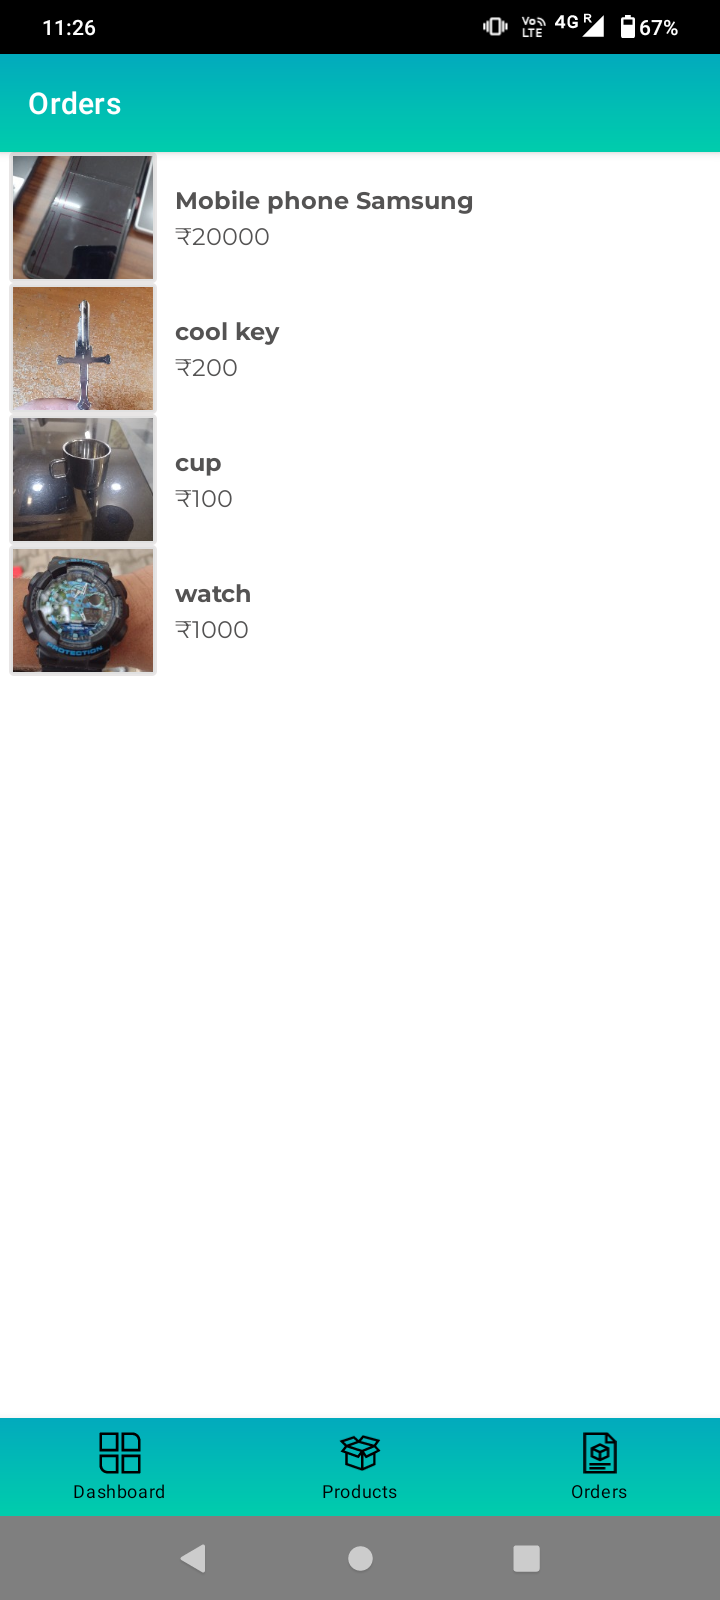 11:26
Vo LTE 4G R 67%
Orders
Mobile phone Samsung
₹20000
cool key
₹200
cup
₹100
PROTECTION
watch
₹1000
Dashboard Products Orders